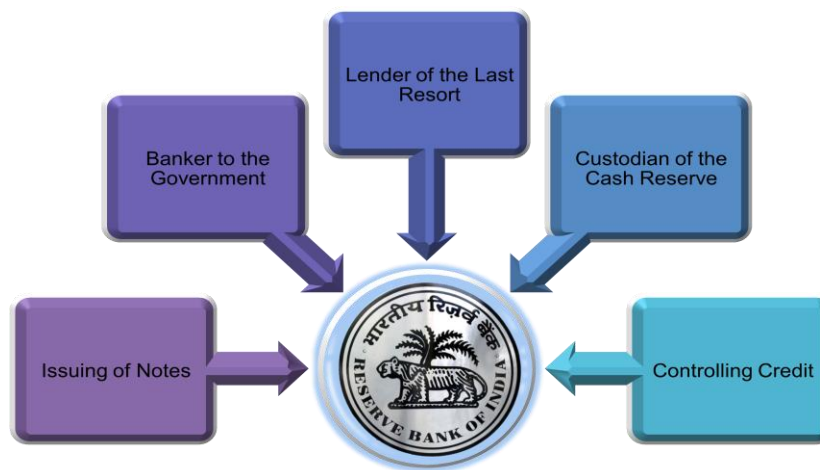 Lender of the Last
Resort
Banker to the
Government
Custodian of the
Cash Reserve
Issuing of Notes
Controlling Credit
भारतीय रिज़र्व बैंक
RESERVE BANK OF INDIA